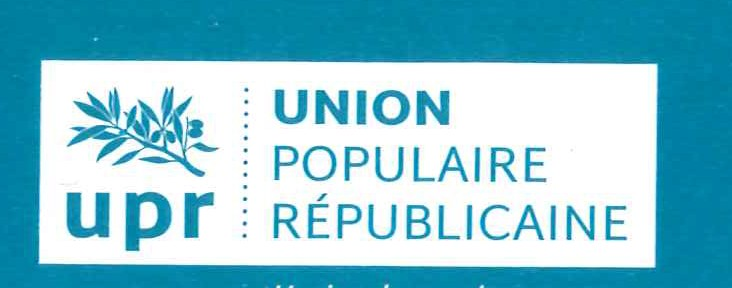 upr
UNION
POPULAIRE
RÉPUBLICAINE